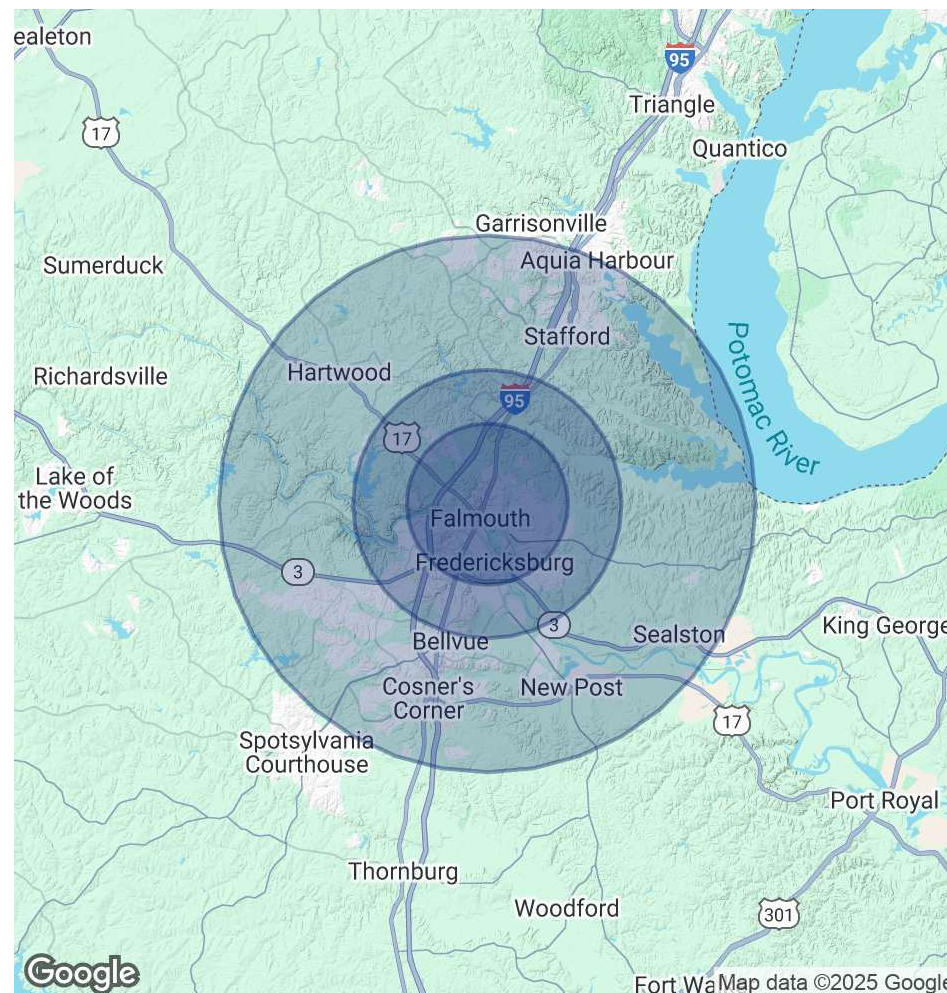 ealeton
95
Triangle
17
Quantico
Garrisonville
Aquia Harbour
Sumerduck
Stafford
Potomac River
Hartwood
Richardsville
95
17
Lake of
the Woods
Falmouth
Fredericksburg
3
3
King George
Sealston
Bellvue
Cosner's
Corner
New Post
17
Spotsylvania
Courthouse
Port Royal
Thornburg
Woodford
301
Google
Fort Wa
Map data ©2025 Google